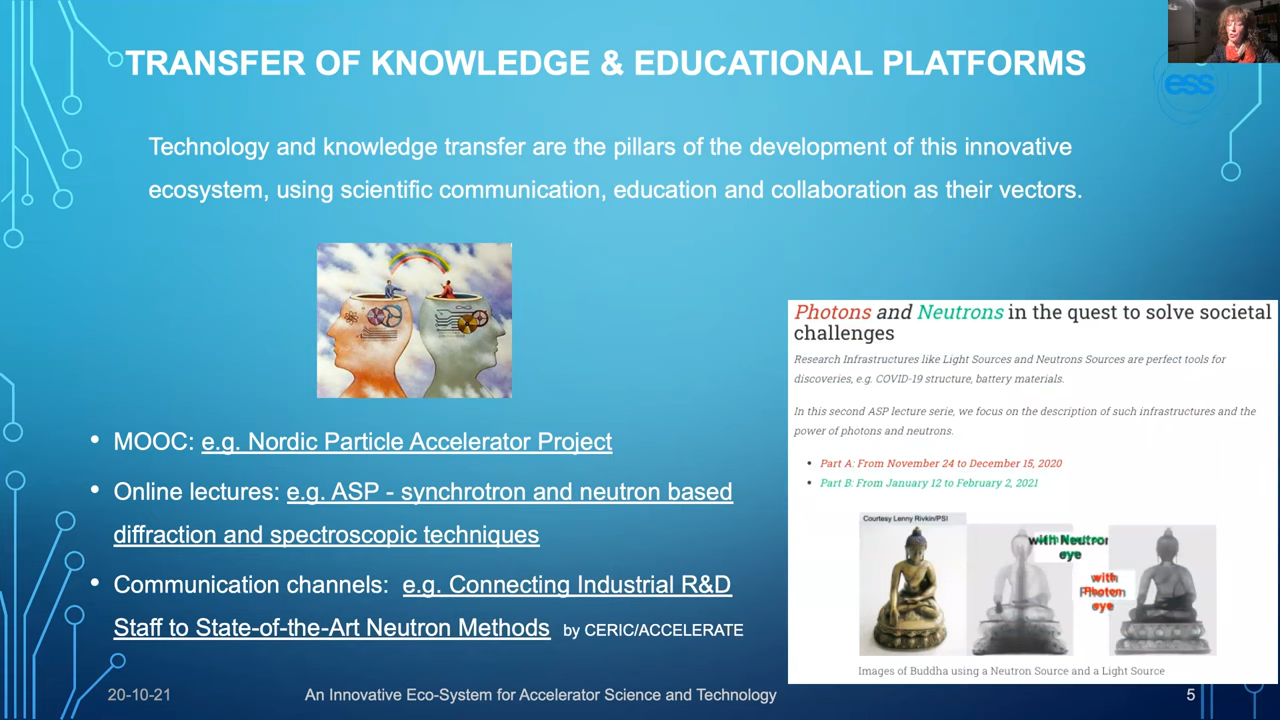 TRANSFER OF KNOWLEDGE & EDUCATIONAL PLATFORMS
ess
Technology and knowledge transfer are the pillars of the development of this innovative
ecosystem, using scientific communication, education and collaboration as their vectors.
• MOOC: e.g. Nordic Particle Accelerator Project
• Online lectures: e.g. ASP - synchrotron and neutron based
diffraction and spectroscopic techniques
• Communication channels: e.g. Connecting Industrial R&D
Staff to State-of-the-Art Neutron Methods by CERIC/ACCELERATE
Photons and Neutrons in the quest to solve societal
challenges
Research Infrastructures like Light Sources and Neutrons Sources are perfect tools for
discoveries, e.g. COVID-19 structure, battery materials.
In this second ASP lecture serie, we focus on the description of such infrastructures and the
power of photons and neutrons.
• Part A: From November 24 to December 15, 2020
• Part B: From January 12 to February 2, 2021
Courtesy Lenny Rivkin/PSI
with Neutron
eye
with
Photon
eye
Images of Buddha using a Neutron Source and a Light Source
20-10-21
An Innovative Eco-System for Accelerator Science and Technology
5